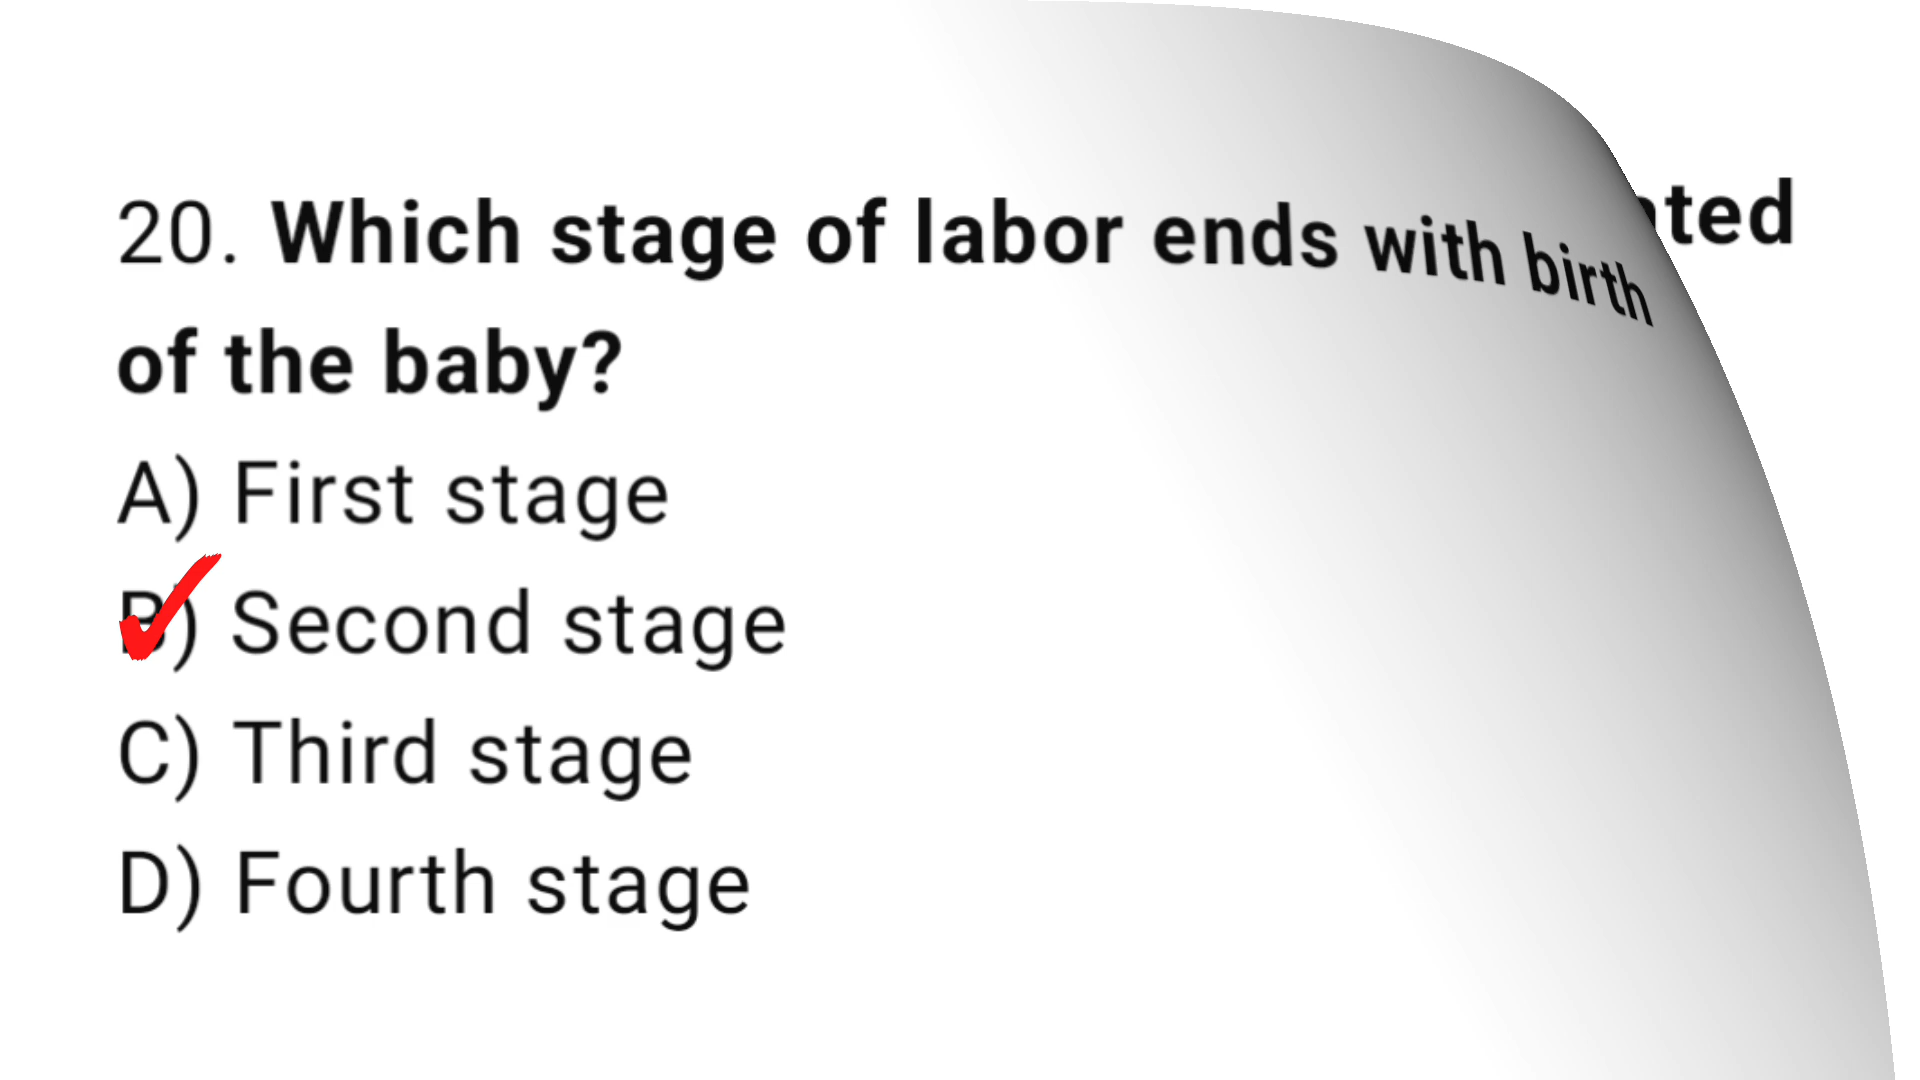 20. Which stage of labor ends with birth
of the baby?
A) First stage
B) Second stage
C) Third stage
D) Fourth stage